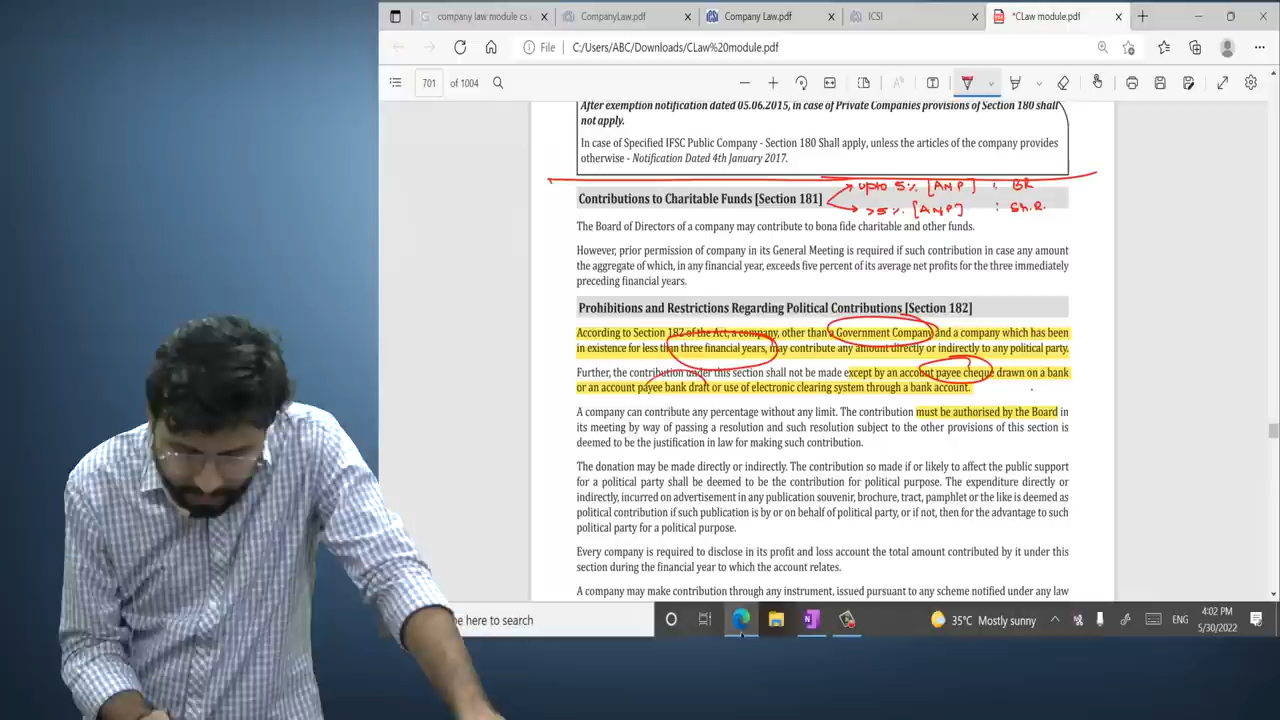 company law module cs
CompanyLaw.pdf
Company Law.pdf
ICSI
*CLaw module.pdf
File
C:/Users/ABC/Downloads/CLaw%20module.pdf
701 of 1004
After exemption notification dated 05.06.2015, in case of Private Companies provisions of Section 180 shall
not apply.
In case of Specified IFSC Public Company - Section 180 Shall apply, unless the articles of the company provides
otherwise - Notification Dated 4th January 2017.
upto 5% [ANP] : BR
Contributions to Charitable Funds [Section 181]
>5% [ANP] : Sh.R.
The Board of Directors of a company may contribute to bona fide charitable and other funds.
However, prior permission of company in its General Meeting is required if such contribution in case any amount
the aggregate of which, in any financial year, exceeds five percent of its average net profits for the three immediately
preceding financial years.
Prohibitions and Restrictions Regarding Political Contributions [Section 182]
According to Section 182 of the Act, a company, other than a Government Company and a company which has been
in existence for less than three financial years, may contribute any amount directly or indirectly to any political party.
Further, the contribution under this section shall not be made except by an account payee cheque drawn on a bank
or an account payee bank draft or use of electronic clearing system through a bank account.
A company can contribute any percentage without any limit. The contribution must be authorised by the Board in
its meeting by way of passing a resolution and such resolution subject to the other provisions of this section is
deemed to be the justification in law for making such contribution.
The donation may be made directly or indirectly. The contribution so made if or likely to affect the public support
for a political party shall be deemed to be the contribution for political purpose. The expenditure directly or
indirectly, incurred on advertisement in any publication souvenir, brochure, tract, pamphlet or the like is deemed as
political contribution if such publication is by or on behalf of political party, or if not, then for the advantage to such
political party for a political purpose.
Every company is required to disclose in its profit and loss account the total amount contributed by it under this
section during the financial year to which the account relates.
A company may make contribution through any instrument, issued pursuant to any scheme notified under any law
pe here to search
35°C Mostly sunny
ENG
4:02 PM
5/30/2022